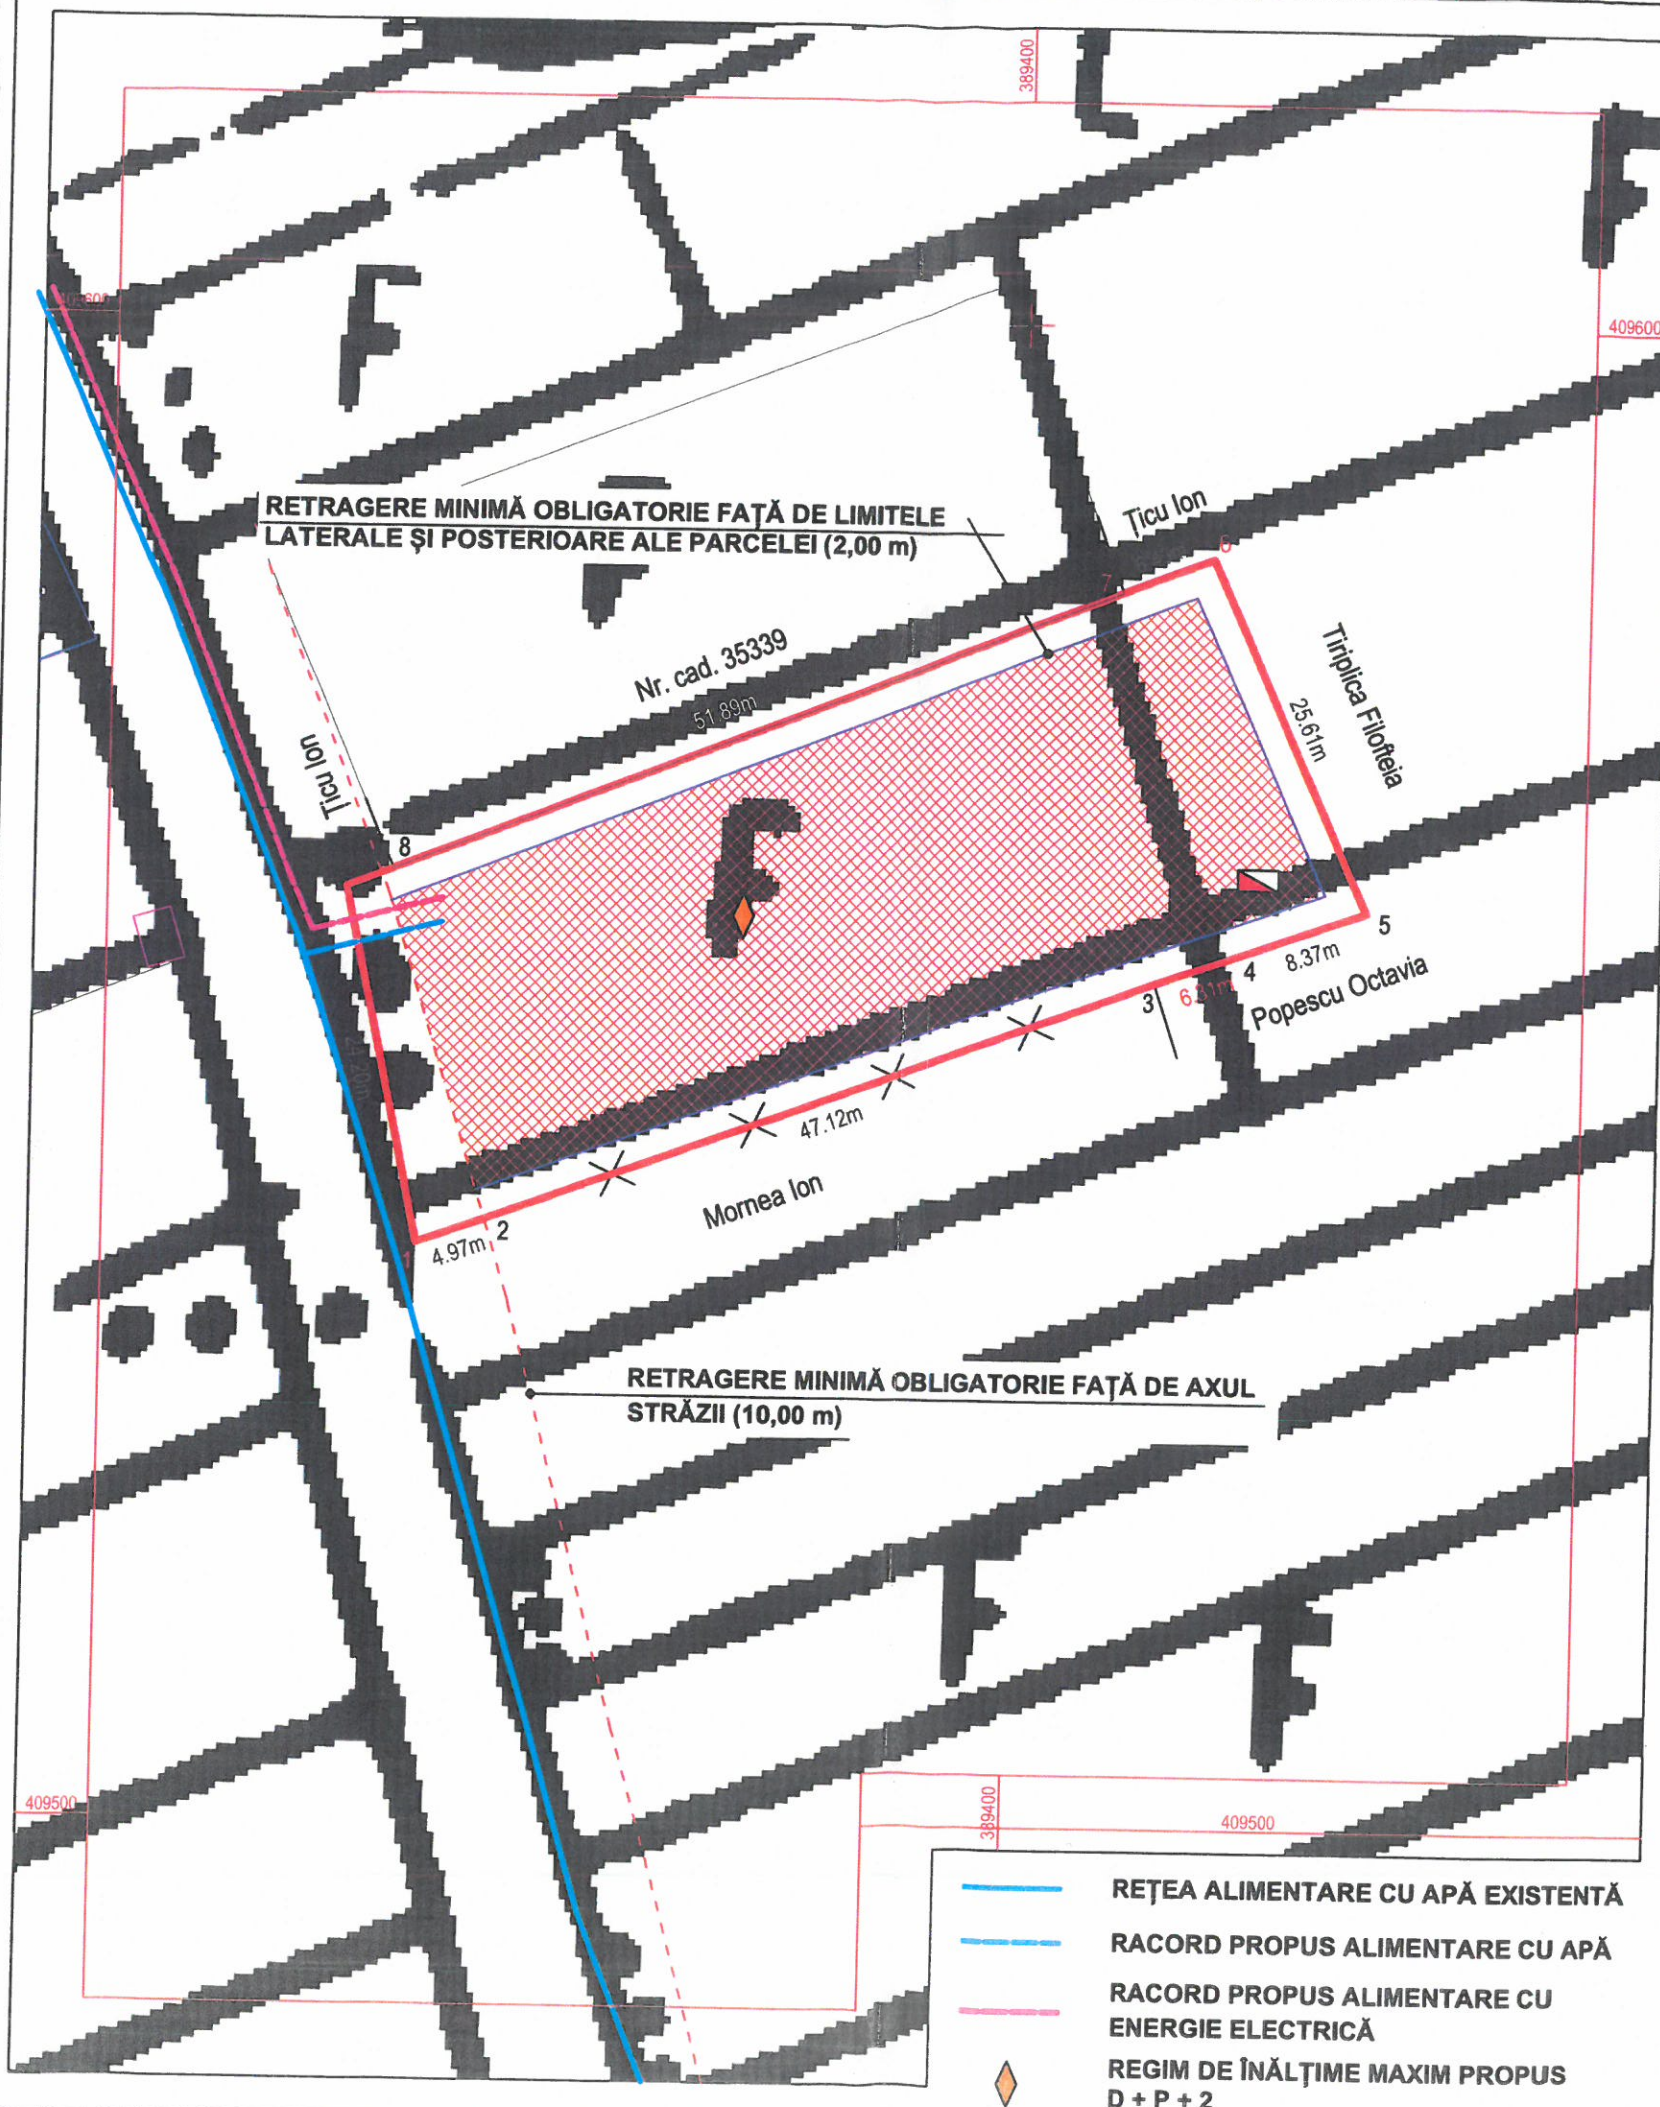 389400
409600
RETRAGERE MINIMĂ OBLIGATORIE FAȚĂ DE LIMITELE
LATERALE ȘI POSTERIOARE ALE PARCELEI (2,00 m)
Țicu Ion
6
7
Nr. cad. 35339
51.89m
Tiriplica Filofteia
25.61m
Țicu Ion
8
F
5
4
8.37m
3
Popescu Octavia
47.12m
Mornea Ion
2
4.97m
1
RETRAGERE MINIMĂ OBLIGATORIE FAȚĂ DE AXUL
STRĂZII (10,00 m)
F
F
409500
389400
409500
REȚEA ALIMENTARE CU APĂ EXISTENTĂ
RACORD PROPUS ALIMENTARE CU APĂ
RACORD PROPUS ALIMENTARE CU
ENERGIE ELECTRICĂ
REGIM DE ÎNĂLȚIME MAXIM PROPUS
D + P + 2